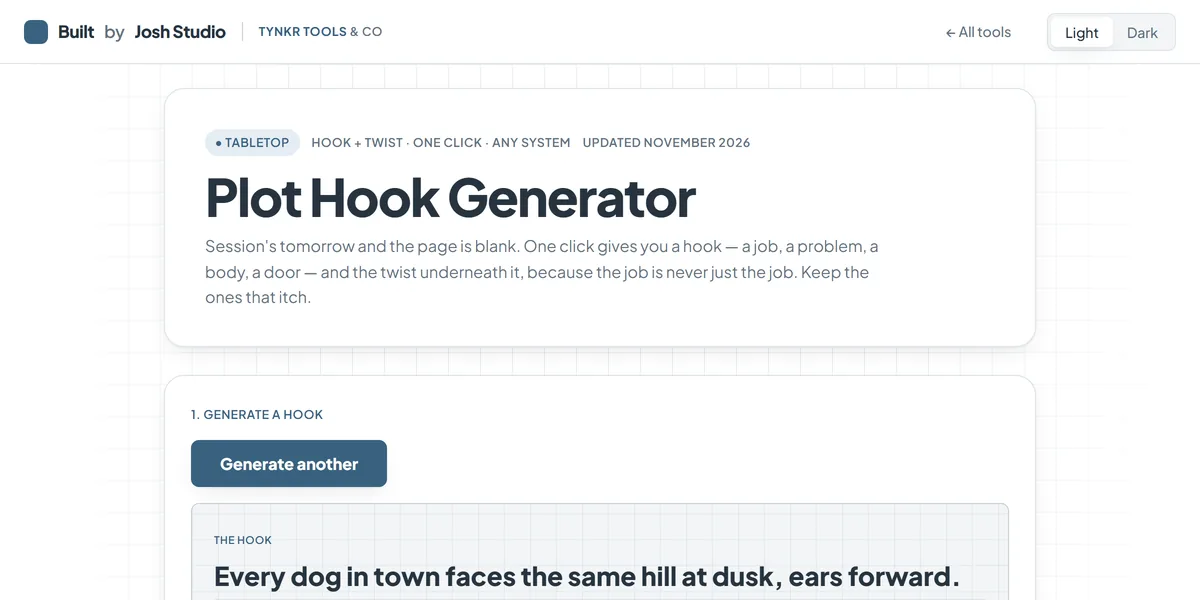 Built by Josh Studio TYNKR TOOLS & CO ← All tools Light Dark
• TABLETOP HOOK + TWIST · ONE CLICK · ANY SYSTEM UPDATED NOVEMBER 2026
Plot Hook Generator
Session's tomorrow and the page is blank. One click gives you a hook — a job, a problem, a
body, a door — and the twist underneath it, because the job is never just the job. Keep the
ones that itch.
1. GENERATE A HOOK
Generate another
THE HOOK
Every dog in town faces the same hill at dusk, ears forward.